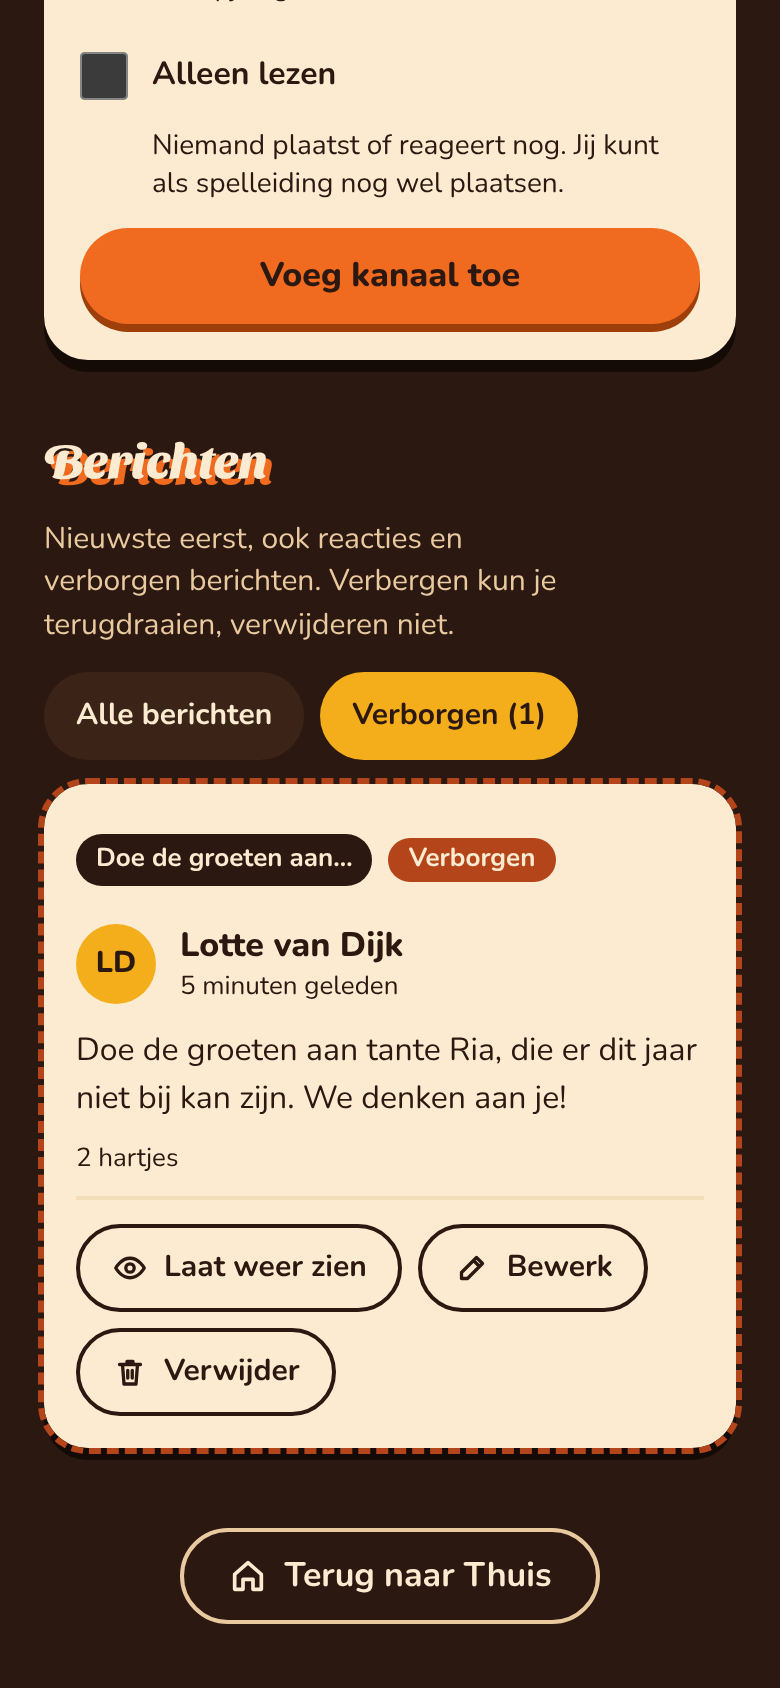 Alleen lezen
Niemand plaatst of reageert nog. Jij kunt
als spelleiding nog wel plaatsen.
Voeg kanaal toe
Berichten
Nieuwste eerst, ook reacties en
verborgen berichten. Verbergen kun je
terugdraaien, verwijderen niet.
Alle berichten
Verborgen (1)
Doe de groeten aan...
Verborgen
LD
Lotte van Dijk
5 minuten geleden
Doe de groeten aan tante Ria, die er dit jaar
niet bij kan zijn. We denken aan je!
2 hartjes
Laat weer zien
Bewerk
Verwijder
Terug naar Thuis